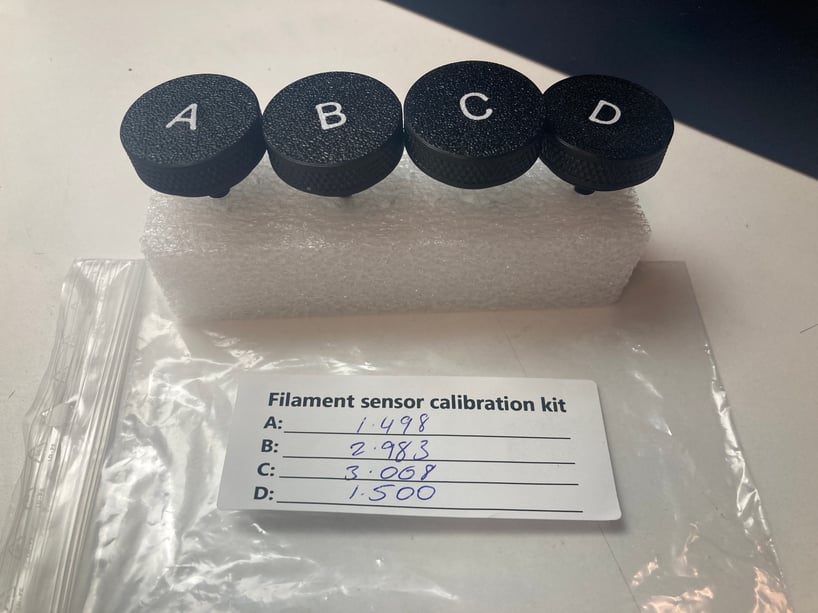 A B C D
Filament sensor calibration kit
A: 1.498
B: 2.983
C: 3.008
D: 1.500